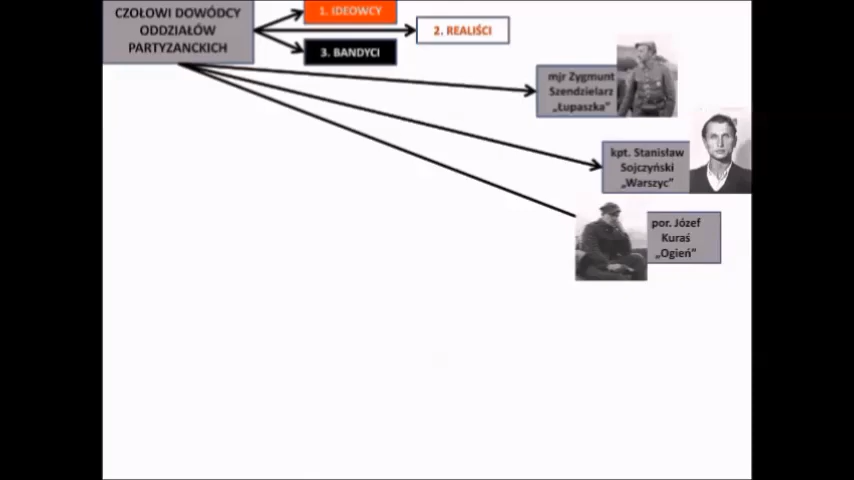 CZOŁOWI DOWÓDCY
ODDZIAŁÓW
PARTYZANCKICH
1. IDEOWCY
2. REALIŚCI
3. BANDYCI
mjr Zygmunt
Szendzielarz
„Łupaszka”
kpt. Stanisław
Sojczyński
„Warszyc”
por. Józef
Kuraś
„Ogień”